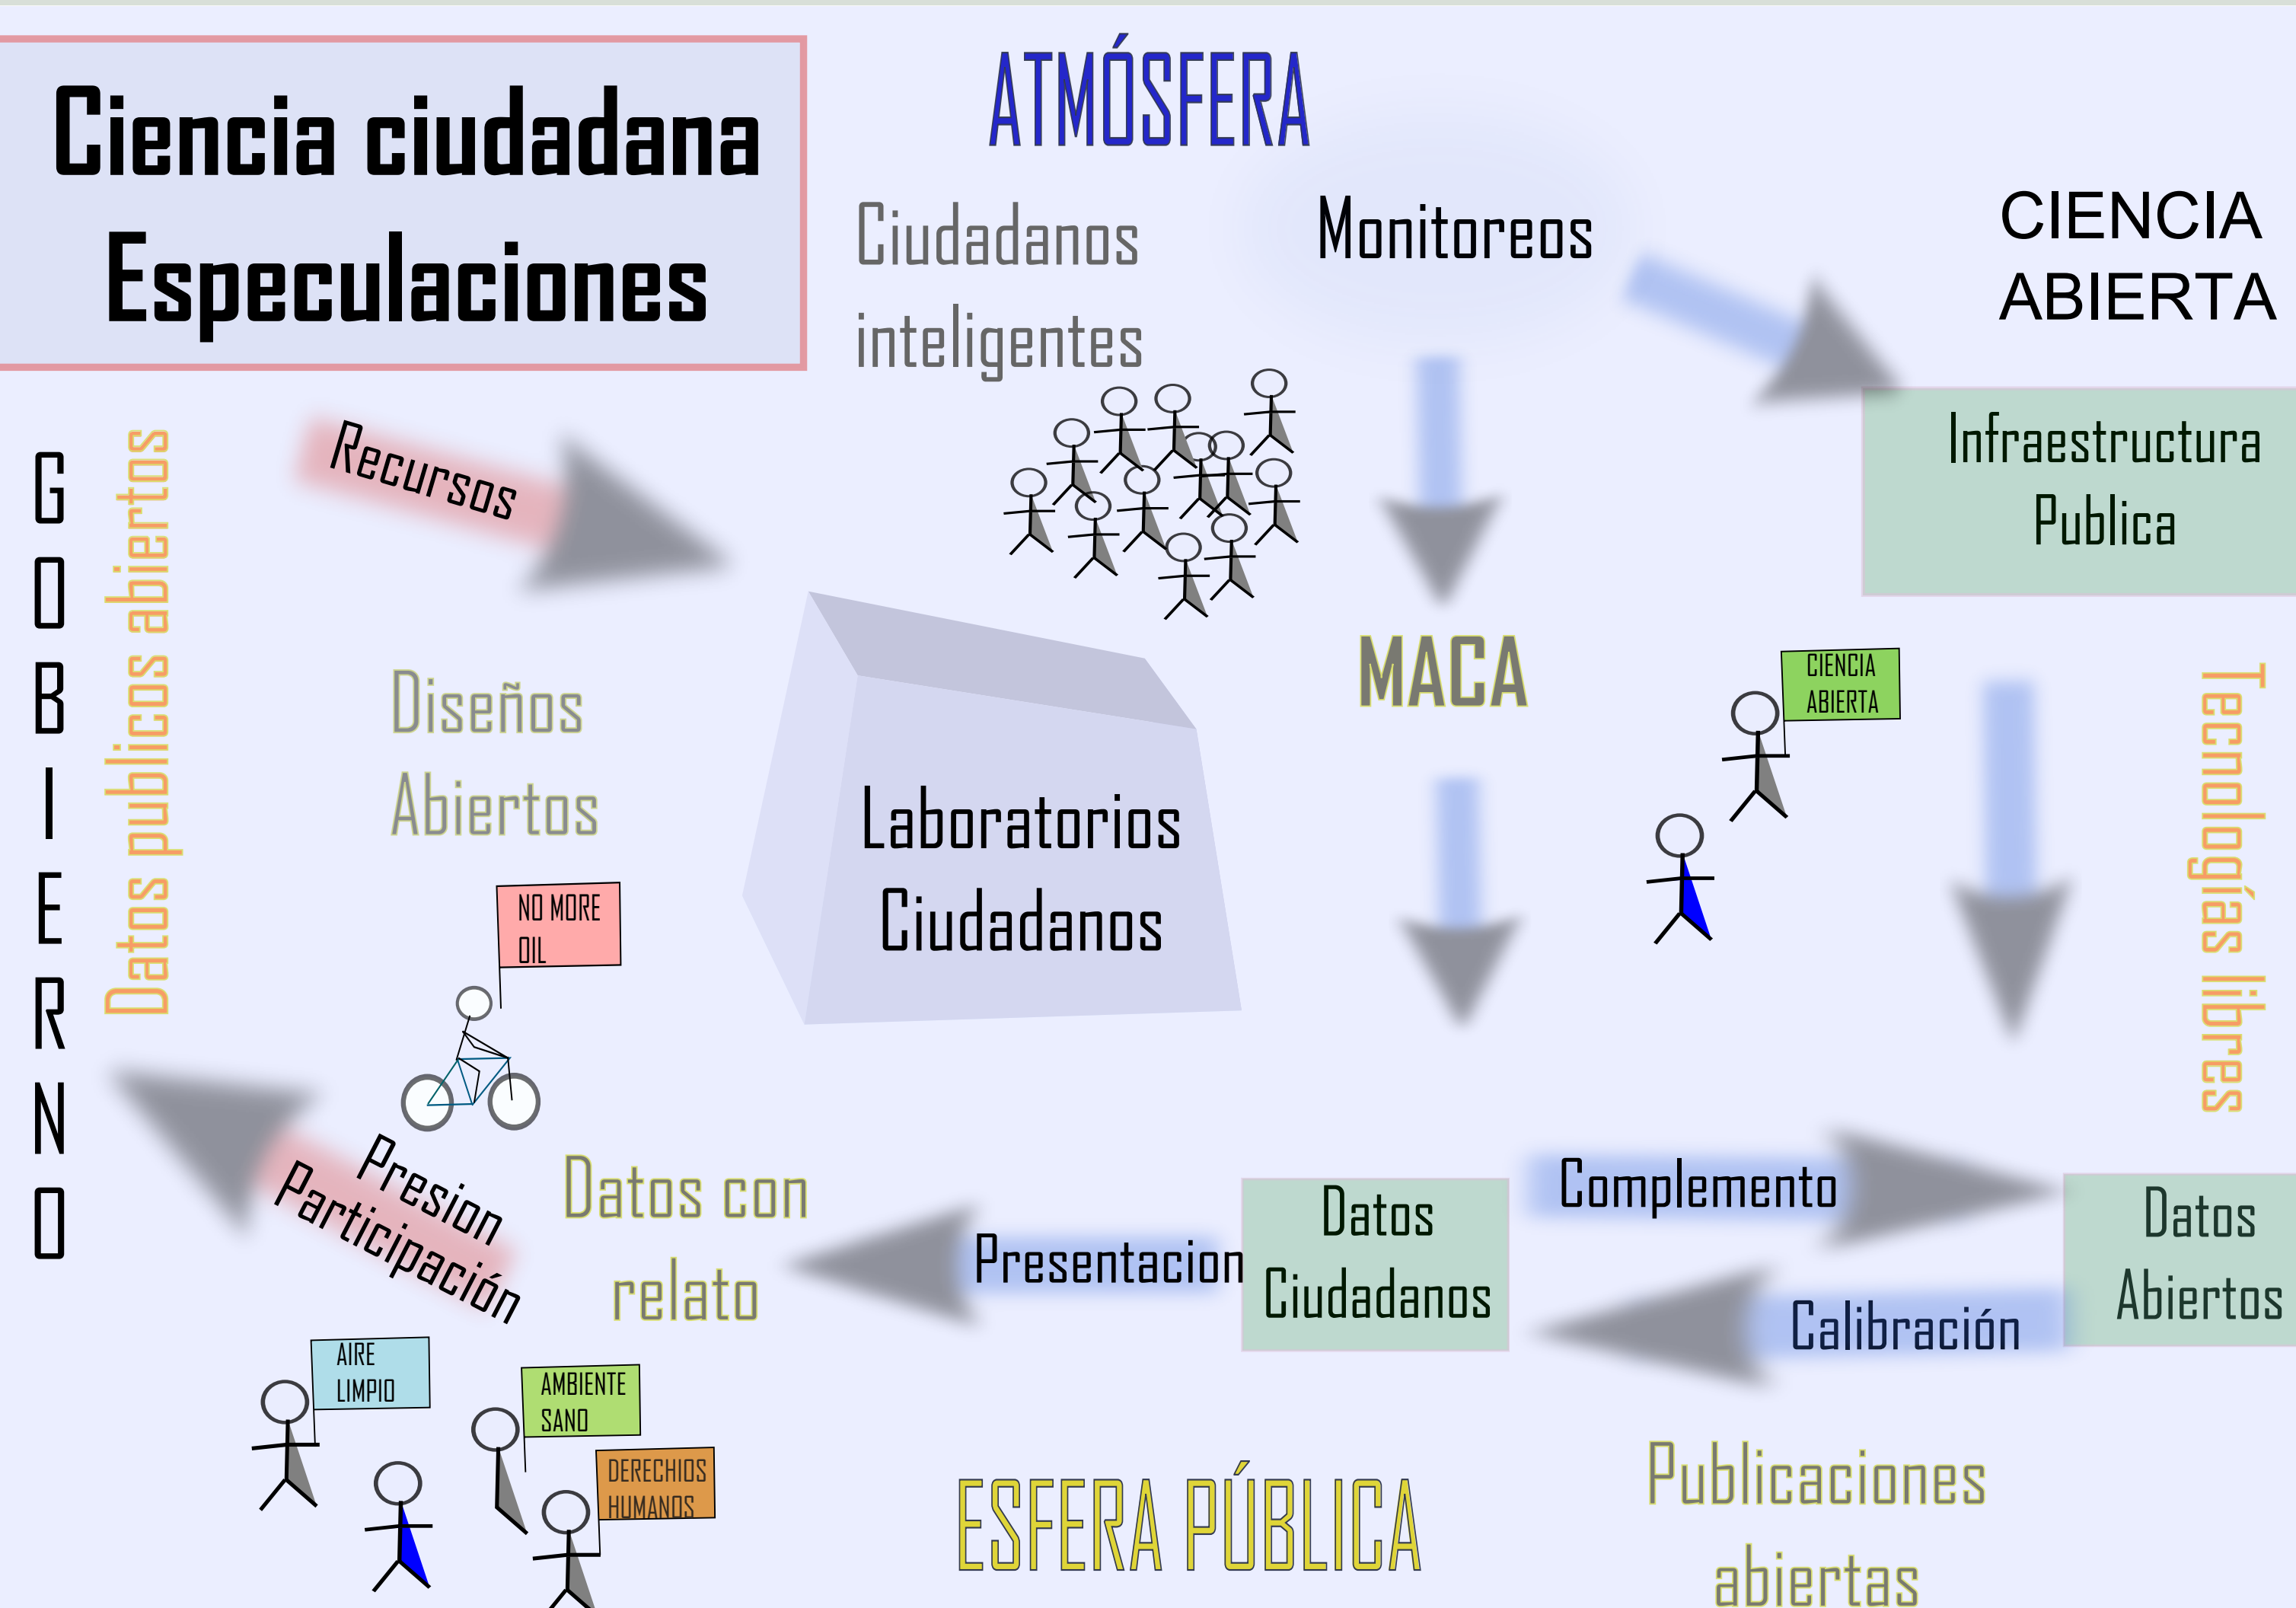 Ciencia ciudadana
Especulaciones
ATMÓSFERA
Ciudadanos
inteligentes
Monitoreos
CIENCIA
ABIERTA
Infraestructura
Publica
GOBIERNO
Datos publicos abiertos
Recursos
Diseños
Abiertos
Laboratorios
Ciudadanos
MACA
CIENCIA
ABIERTA
Tecnologías libres
NO MORE
OIL
Presion
Participación
Datos con
relato
Presentacion
Datos
Ciudadanos
Complemento
Calibración
Datos
Abiertos
AIRE
LIMPIO
AMBIENTE
SANO
DERECHIOS
HUMANOS
ESFERA PÚBLICA
Publicaciones
abiertas